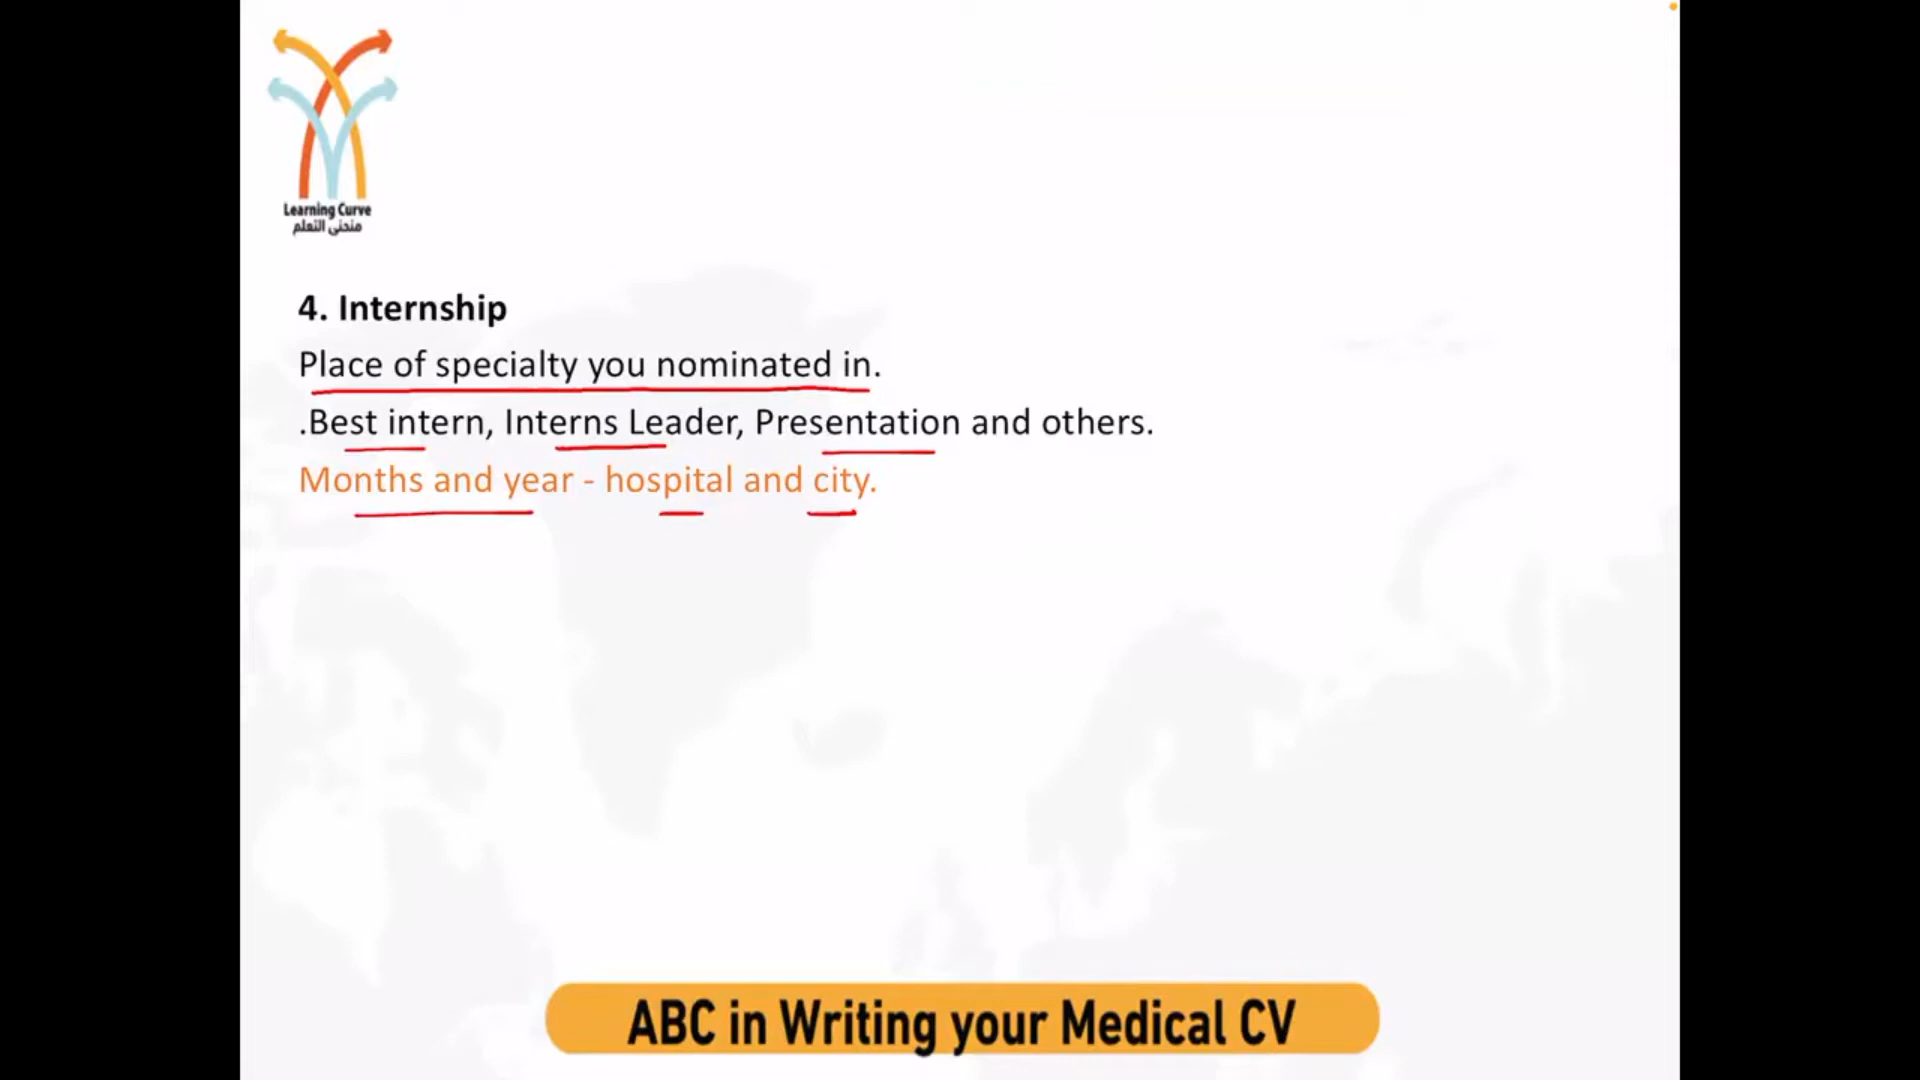 Learning Curve
منحنى التعلم
4. Internship
Place of specialty you nominated in.
.Best intern, Interns Leader, Presentation and others.
Months and year - hospital and city.
ABC in Writing your Medical CV